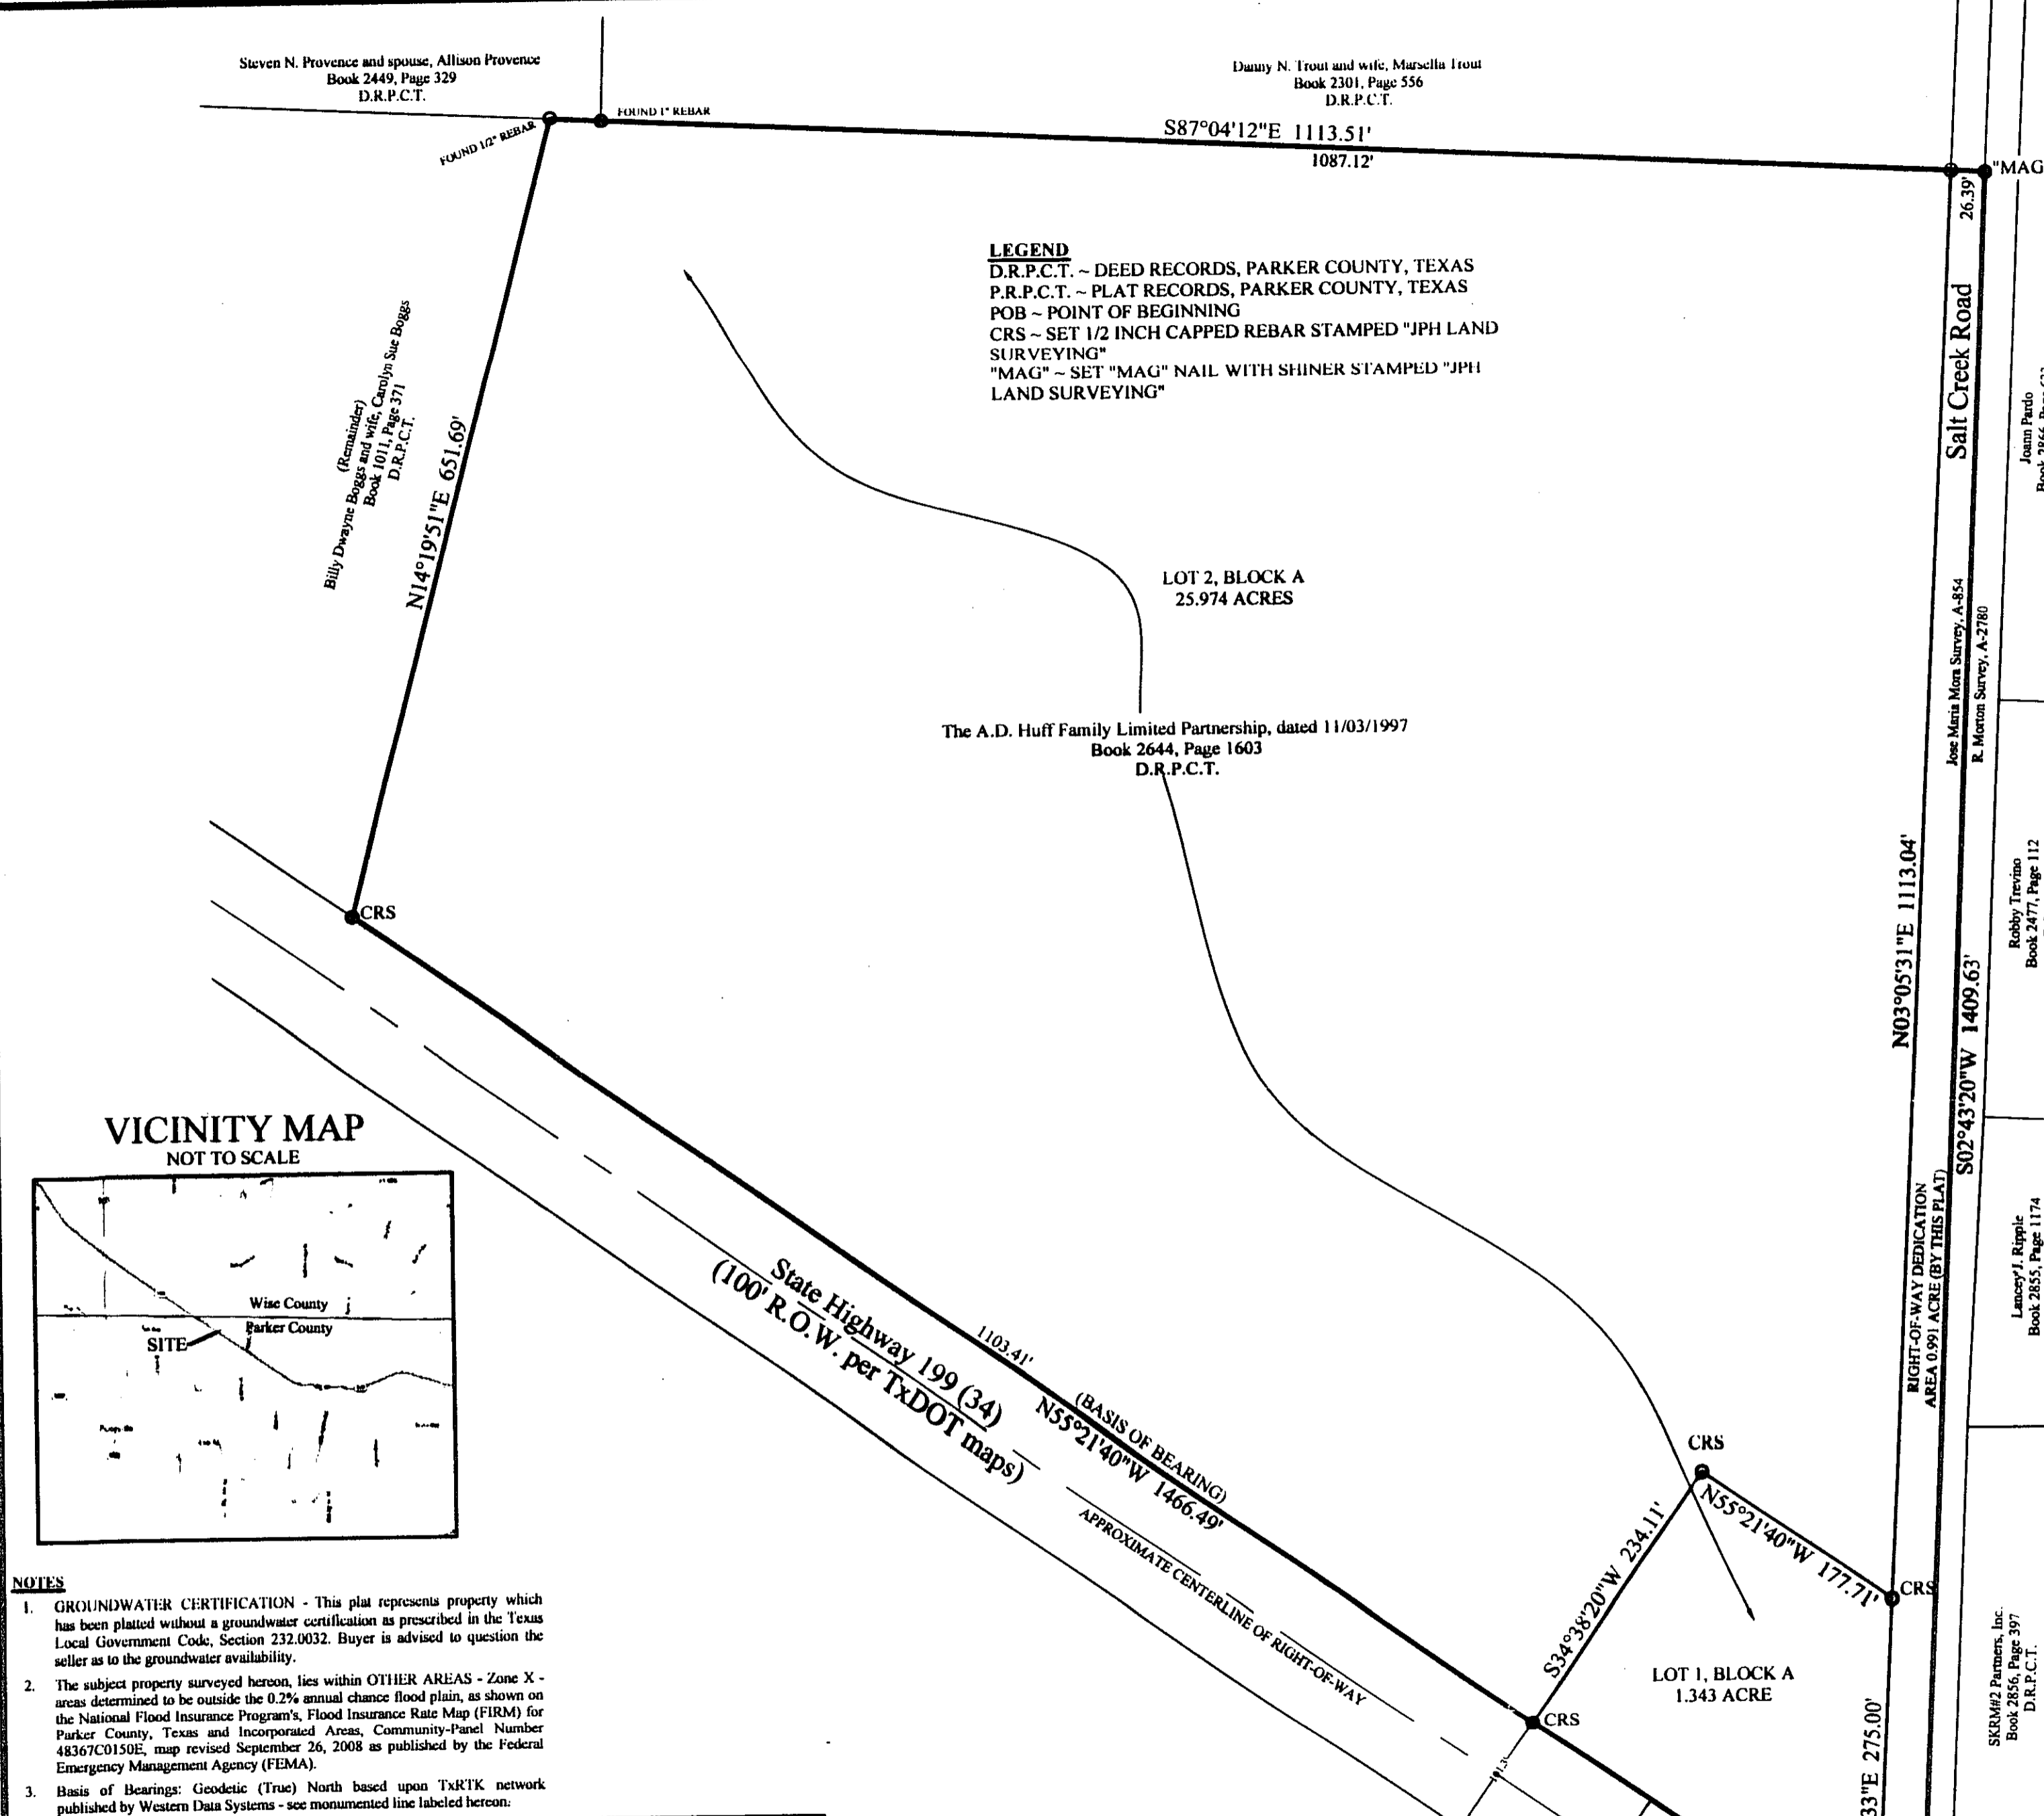 Steven N. Provence and spouse, Allison Provence
Book 2449, Page 329
D.R.P.C.T.
Danny N. Trout and wife, Marsella Trout
Book 2301, Page 556
D.R.P.C.T.
FOUND 1/2" REBAR
FOUND 1" REBAR
S87°04'12"E 1113.51'
1087.12'
"MAG
26.39'
LEGEND
D.R.P.C.T. ~ DEED RECORDS, PARKER COUNTY, TEXAS
P.R.P.C.T. ~ PLAT RECORDS, PARKER COUNTY, TEXAS
POB ~ POINT OF BEGINNING
CRS ~ SET 1/2 INCH CAPPED REBAR STAMPED "JPH LAND
SURVEYING"
"MAG" ~ SET "MAG" NAIL WITH SHINER STAMPED "JPH
LAND SURVEYING"
(Remainder)
Billy Dwayne Boggs and wife, Carolyn Sue Boggs
Book 1011, Page 371
D.R.P.C.T.
N14°19'51"E 651.69'
Salt Creek Road
Joann Pardo
LOT 2, BLOCK A
25.974 ACRES
Jose Maria Mora Survey, A-854
R. Morton Survey, A-2780
The A.D. Huff Family Limited Partnership, dated 11/03/1997
Book 2644, Page 1603
D.R.P.C.T.
N03°05'31"E 1113.04'
S02°43'20"W 1409.63'
Robby Trevino
Book 2477, Page 112
CRS
VICINITY MAP
NOT TO SCALE
Wise County
Parker County
SITE
RIGHT-OF-WAY DEDICATION
AREA 0.991 ACRE (BY THIS PLAT)
Lancey J. Ripple
Book 2855, Page 1174
State Highway 199 (34)
(100' R.O.W. per TxDOT maps)
1103.41'
(BASIS OF BEARING)
N55°21'40"W 1466.49'
APPROXIMATE CENTERLINE OF RIGHT-OF-WAY
CRS
N55°21'40"W 177.71'
CRS
S34°38'20"W 234.11'
LOT 1, BLOCK A
1.343 ACRE
CRS
33"E 275.00'
SKRM#2 Partners, Inc.
Book 2856, Page 397
D.R.P.C.T.
NOTES
1. GROUNDWATER CERTIFICATION - This plat represents property which
has been platted without a groundwater certification as prescribed in the Texas
Local Government Code, Section 232.0032. Buyer is advised to question the
seller as to the groundwater availability.
2. The subject property surveyed hereon, lies within OTHER AREAS - Zone X -
areas determined to be outside the 0.2% annual chance flood plain, as shown on
the National Flood Insurance Program's, Flood Insurance Rate Map (FIRM) for
Parker County, Texas and Incorporated Areas, Community-Panel Number
48367C0150E, map revised September 26, 2008 as published by the Federal
Emergency Management Agency (FEMA).
3. Basis of Bearings: Geodetic (True) North based upon TxRTK network
published by Western Data Systems - see monumented line labeled hereon.